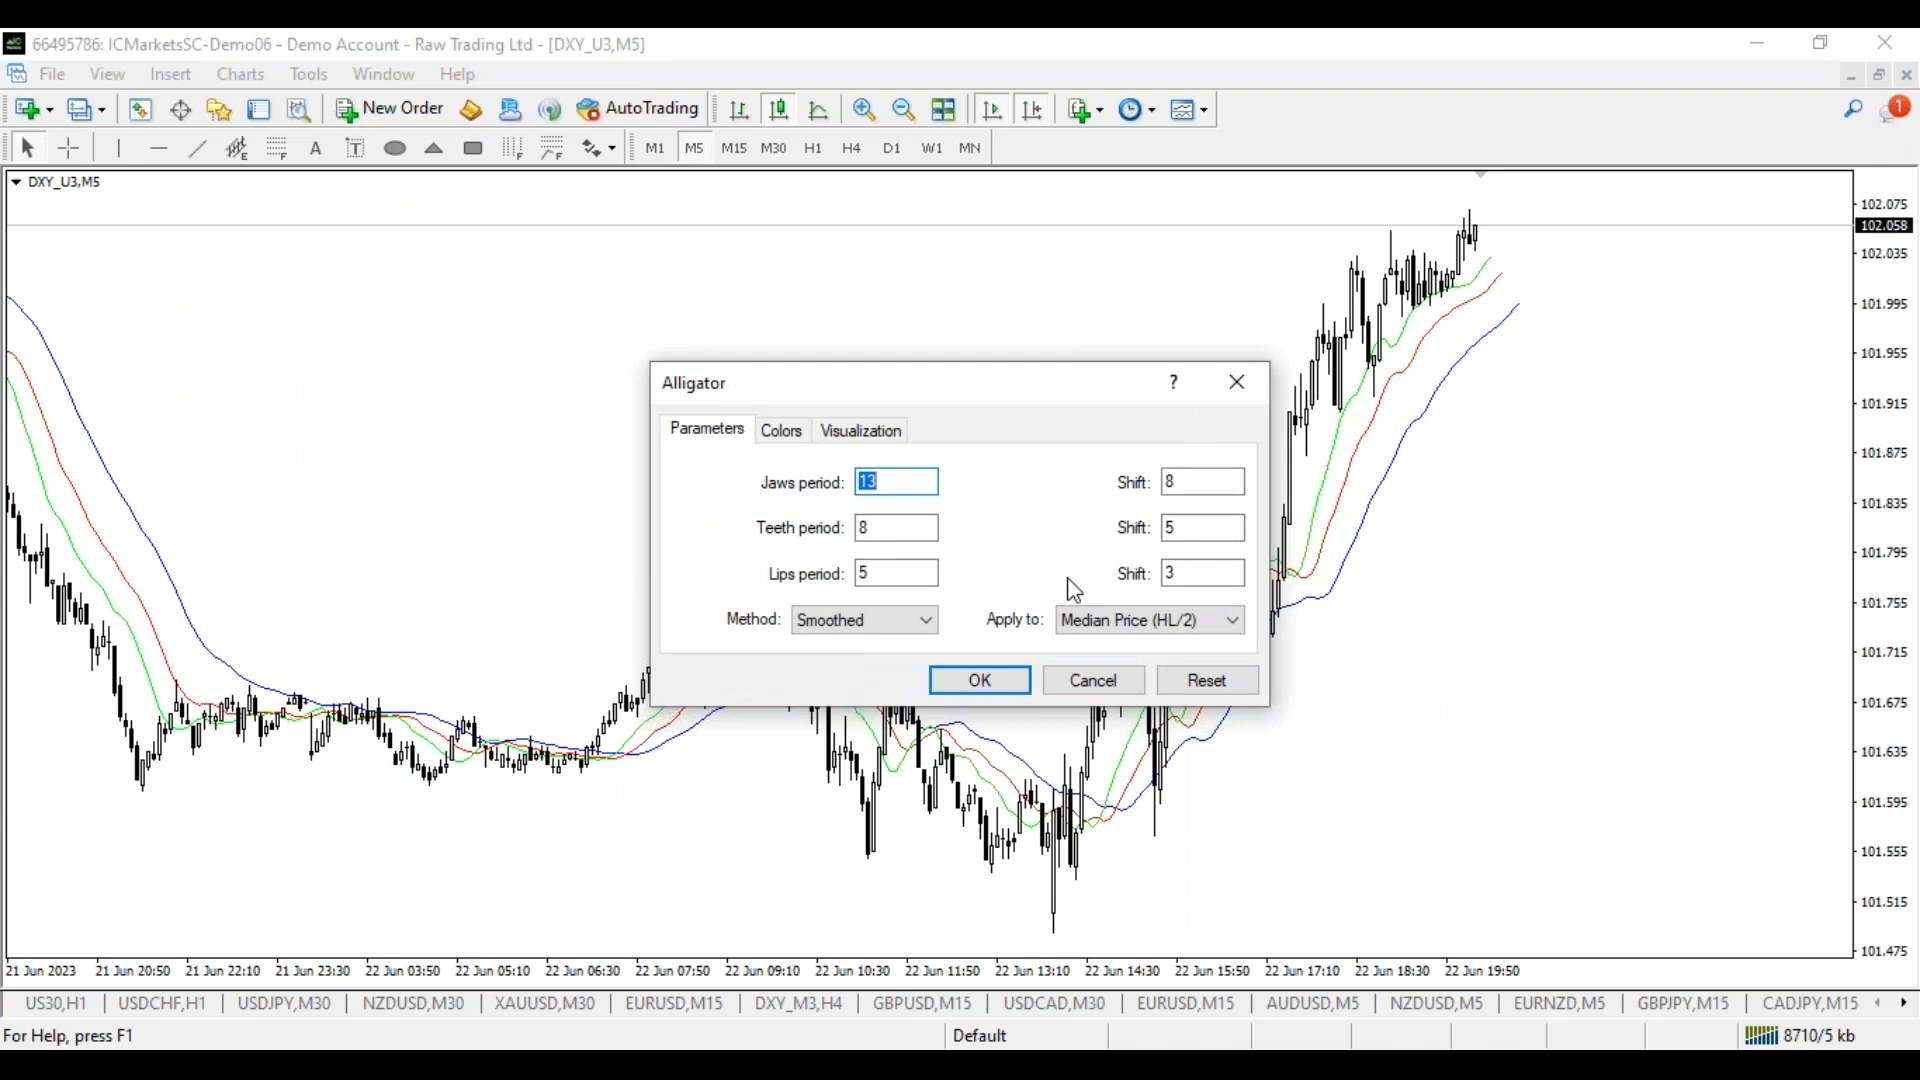 66495786: ICMarketsSC-Demo06 - Demo Account - Raw Trading Ltd - [DXY_U3,M5]
File View Insert Charts Tools Window Help
New Order AutoTrading 1
A T E F F M1 M5 M15 M30 H1 H4 D1 W1 MN
DXY_U3,M5
102.075
102.058
102.035
101.995
101.955
101.915
101.875
101.835
101.795
101.755
101.715
101.675
101.635
101.595
101.555
101.515
101.475
Alligator ?
Parameters Colors Visualization
Jaws period: 13 Shift: 8
Teeth period: 8 Shift: 5
Lips period: 5 Shift: 3
Method: Smoothed Apply to: Median Price (HL/2)
OK Cancel Reset
21 Jun 2023 21 Jun 20:50 21 Jun 22:10 21 Jun 23:30 22 Jun 03:50 22 Jun 05:10 22 Jun 06:30 22 Jun 07:50 22 Jun 09:10 22 Jun 10:30 22 Jun 11:50 22 Jun 13:10 22 Jun 14:30 22 Jun 15:50 22 Jun 17:10 22 Jun 18:30 22 Jun 19:50
US30,H1 USDCHF,H1 USDJPY,M30 NZDUSD,M30 XAUUSD,M30 EURUSD,M15 DXY_M3,H4 GBPUSD,M15 USDCAD,M30 EURUSD,M15 AUDUSD,M5 NZDUSD,M5 EURNZD,M5 GBPJPY,M15 CADJPY,M15
For Help, press F1 Default 8710/5 kb